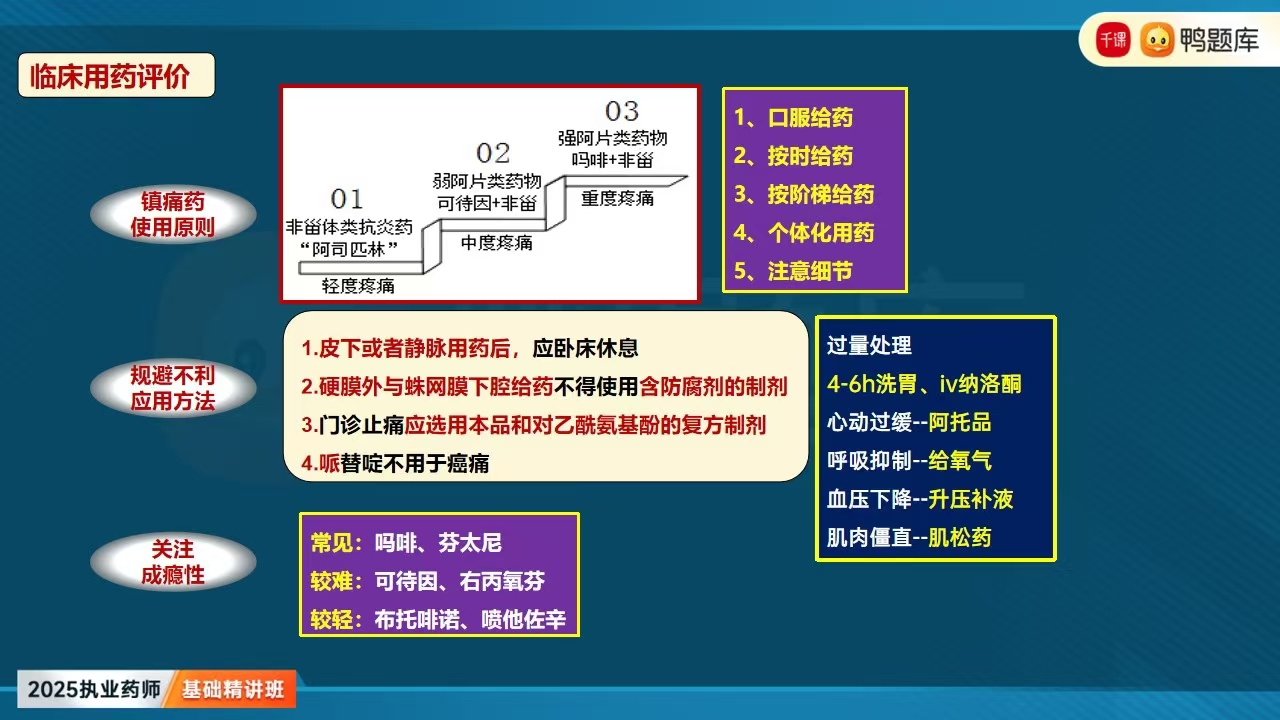 千课 鸭题库
临床用药评价
镇痛药
使用原则
01
非甾体类抗炎药
“阿司匹林”
轻度疼痛
02
弱阿片类药物
可待因+非甾
中度疼痛
03
强阿片类药物
吗啡+非甾
重度疼痛
1、口服给药
2、按时给药
3、按阶梯给药
4、个体化用药
5、注意细节
规避不利
应用方法
1.皮下或者静脉用药后，应卧床休息
2.硬膜外与蛛网膜下腔给药不得使用含防腐剂的制剂
3.门诊止痛应选用本品和对乙酰氨基酚的复方制剂
4.哌替啶不用于癌痛
过量处理
4-6h洗胃、iv纳洛酮
心动过缓--阿托品
呼吸抑制--给氧气
血压下降--升压补液
肌肉僵直--肌松药
关注
成瘾性
常见：吗啡、芬太尼
较难：可待因、右丙氧芬
较轻：布托啡诺、喷他佐辛
2025执业药师 基础精讲班